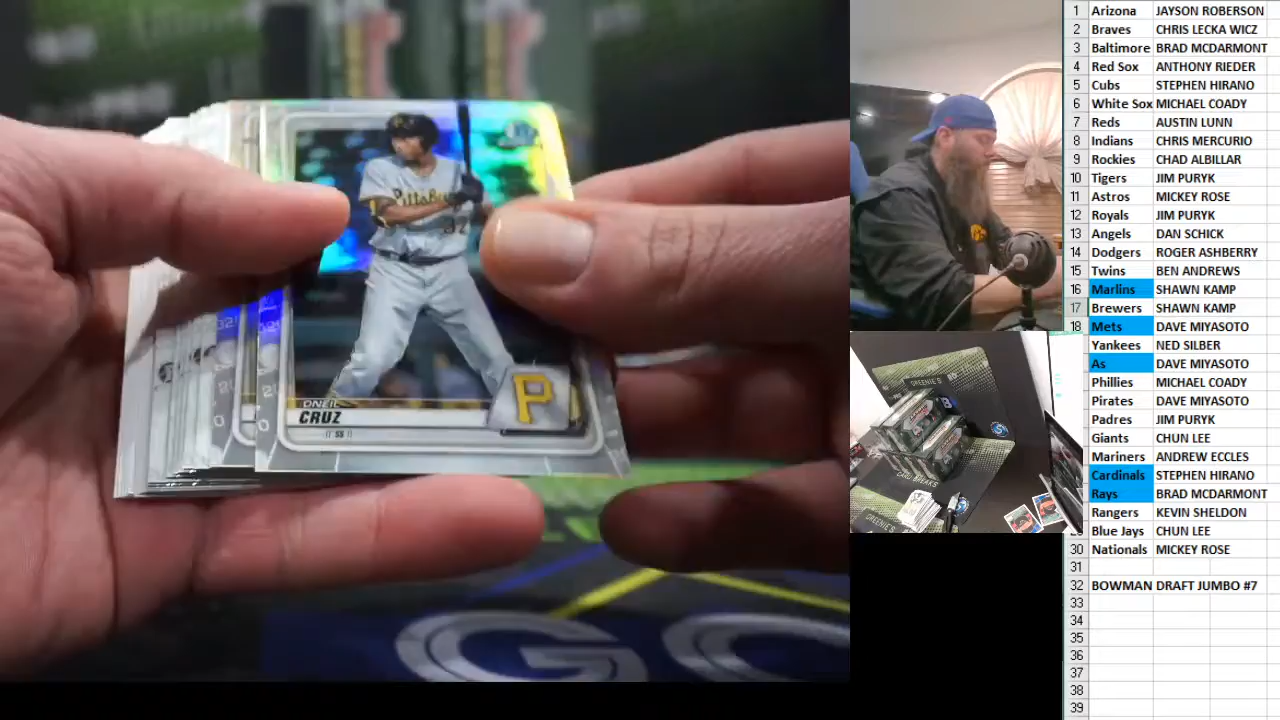 Pittsbu
37
ONEIL
CRUZ
SS
P
GC
GREENIE'S
CARD BREAKS
1 Arizona JAYSON ROBERSON
2 Braves CHRIS LECKA WICZ
3 Baltimore BRAD MCDARMONT
4 Red Sox ANTHONY RIEDER
5 Cubs STEPHEN HIRANO
6 White Sox MICHAEL COADY
7 Reds AUSTIN LUNN
8 Indians CHRIS MERCURIO
9 Rockies CHAD ALBILLAR
10 Tigers JIM PURYK
11 Astros MICKEY ROSE
12 Royals JIM PURYK
13 Angels DAN SCHICK
14 Dodgers ROGER ASHBERRY
15 Twins BEN ANDREWS
16 Marlins SHAWN KAMP
17 Brewers SHAWN KAMP
18 Mets DAVE MIYASOTO
Yankees NED SILBER
As DAVE MIYASOTO
Phillies MICHAEL COADY
Pirates DAVE MIYASOTO
Padres JIM PURYK
Giants CHUN LEE
Mariners ANDREW ECCLES
Cardinals STEPHEN HIRANO
Rays BRAD MCDARMONT
Rangers KEVIN SHELDON
Blue Jays CHUN LEE
30 Nationals MICKEY ROSE
31
32 BOWMAN DRAFT JUMBO #7
33
34
35
36
37
38
39